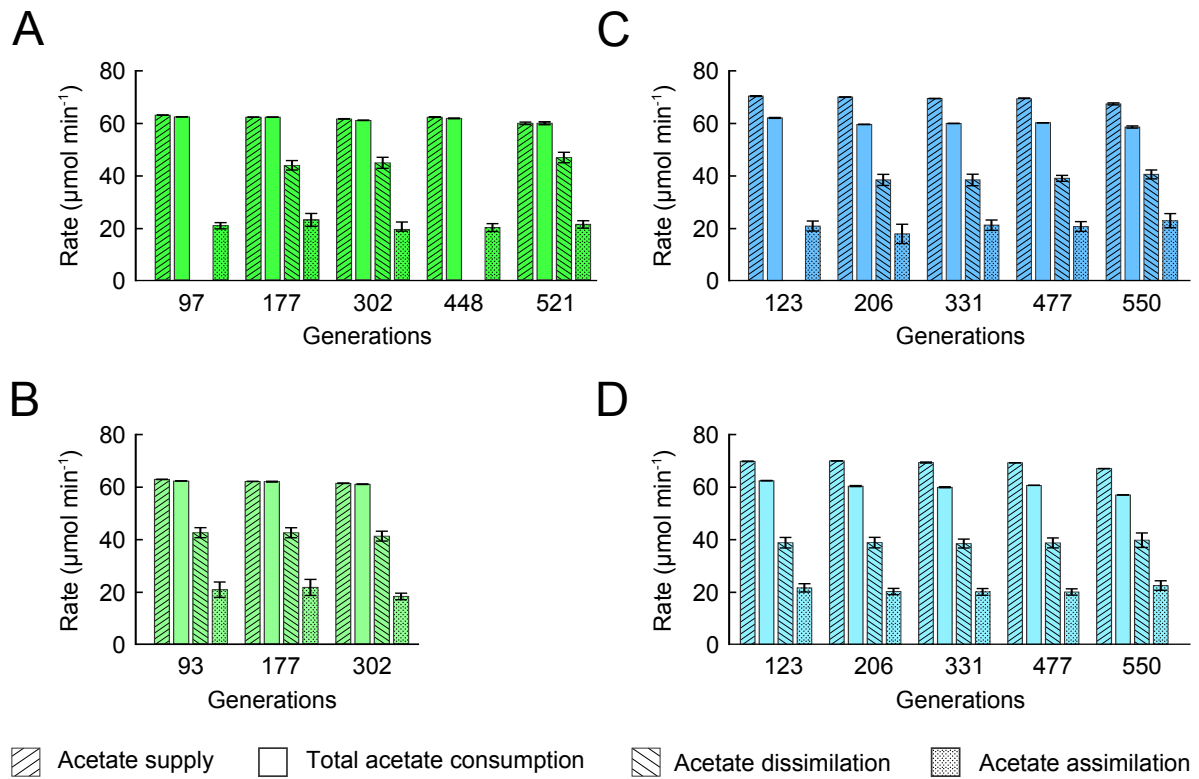 A
80
60
40
20
0
Rate (µmol min⁻¹)
97 177 302 448 521
Generations
C
80
60
40
20
0
Rate (µmol min⁻¹)
123 206 331 477 550
Generations
B
80
60
40
20
0
Rate (µmol min⁻¹)
93 177 302
Generations
D
80
60
40
20
0
Rate (µmol min⁻¹)
123 206 331 477 550
Generations
Acetate supply Total acetate consumption Acetate dissimilation Acetate assimilation